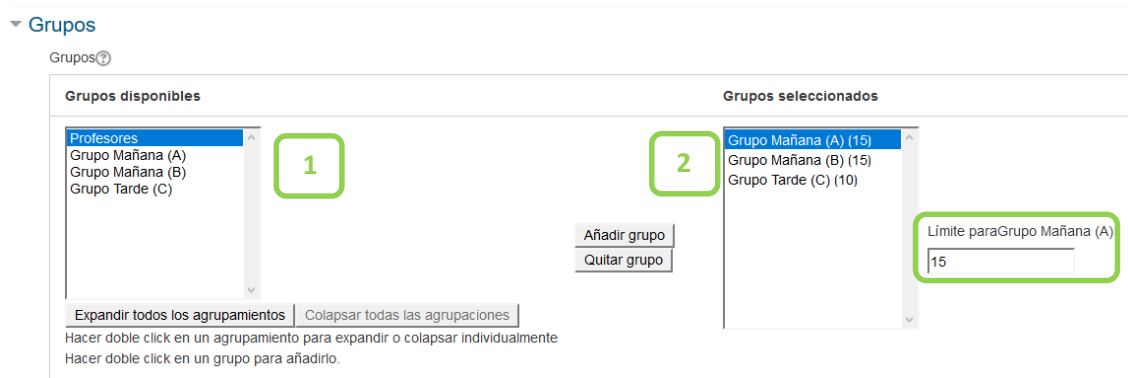 Grupos
Grupos
Grupos disponibles
Grupos seleccionados
Profesores
Grupo Mañana (A)
Grupo Mañana (B)
Grupo Tarde (C)
1
2
Grupo Mañana (A) (15)
Grupo Mañana (B) (15)
Grupo Tarde (C) (10)
Añadir grupo
Quitar grupo
Límite paraGrupo Mañana (A)
15
Expandir todos los agrupamientos
Colapsar todas las agrupaciones
Hacer doble click en un agrupamiento para expandir o colapsar individualmente
Hacer doble click en un grupo para añadirlo.